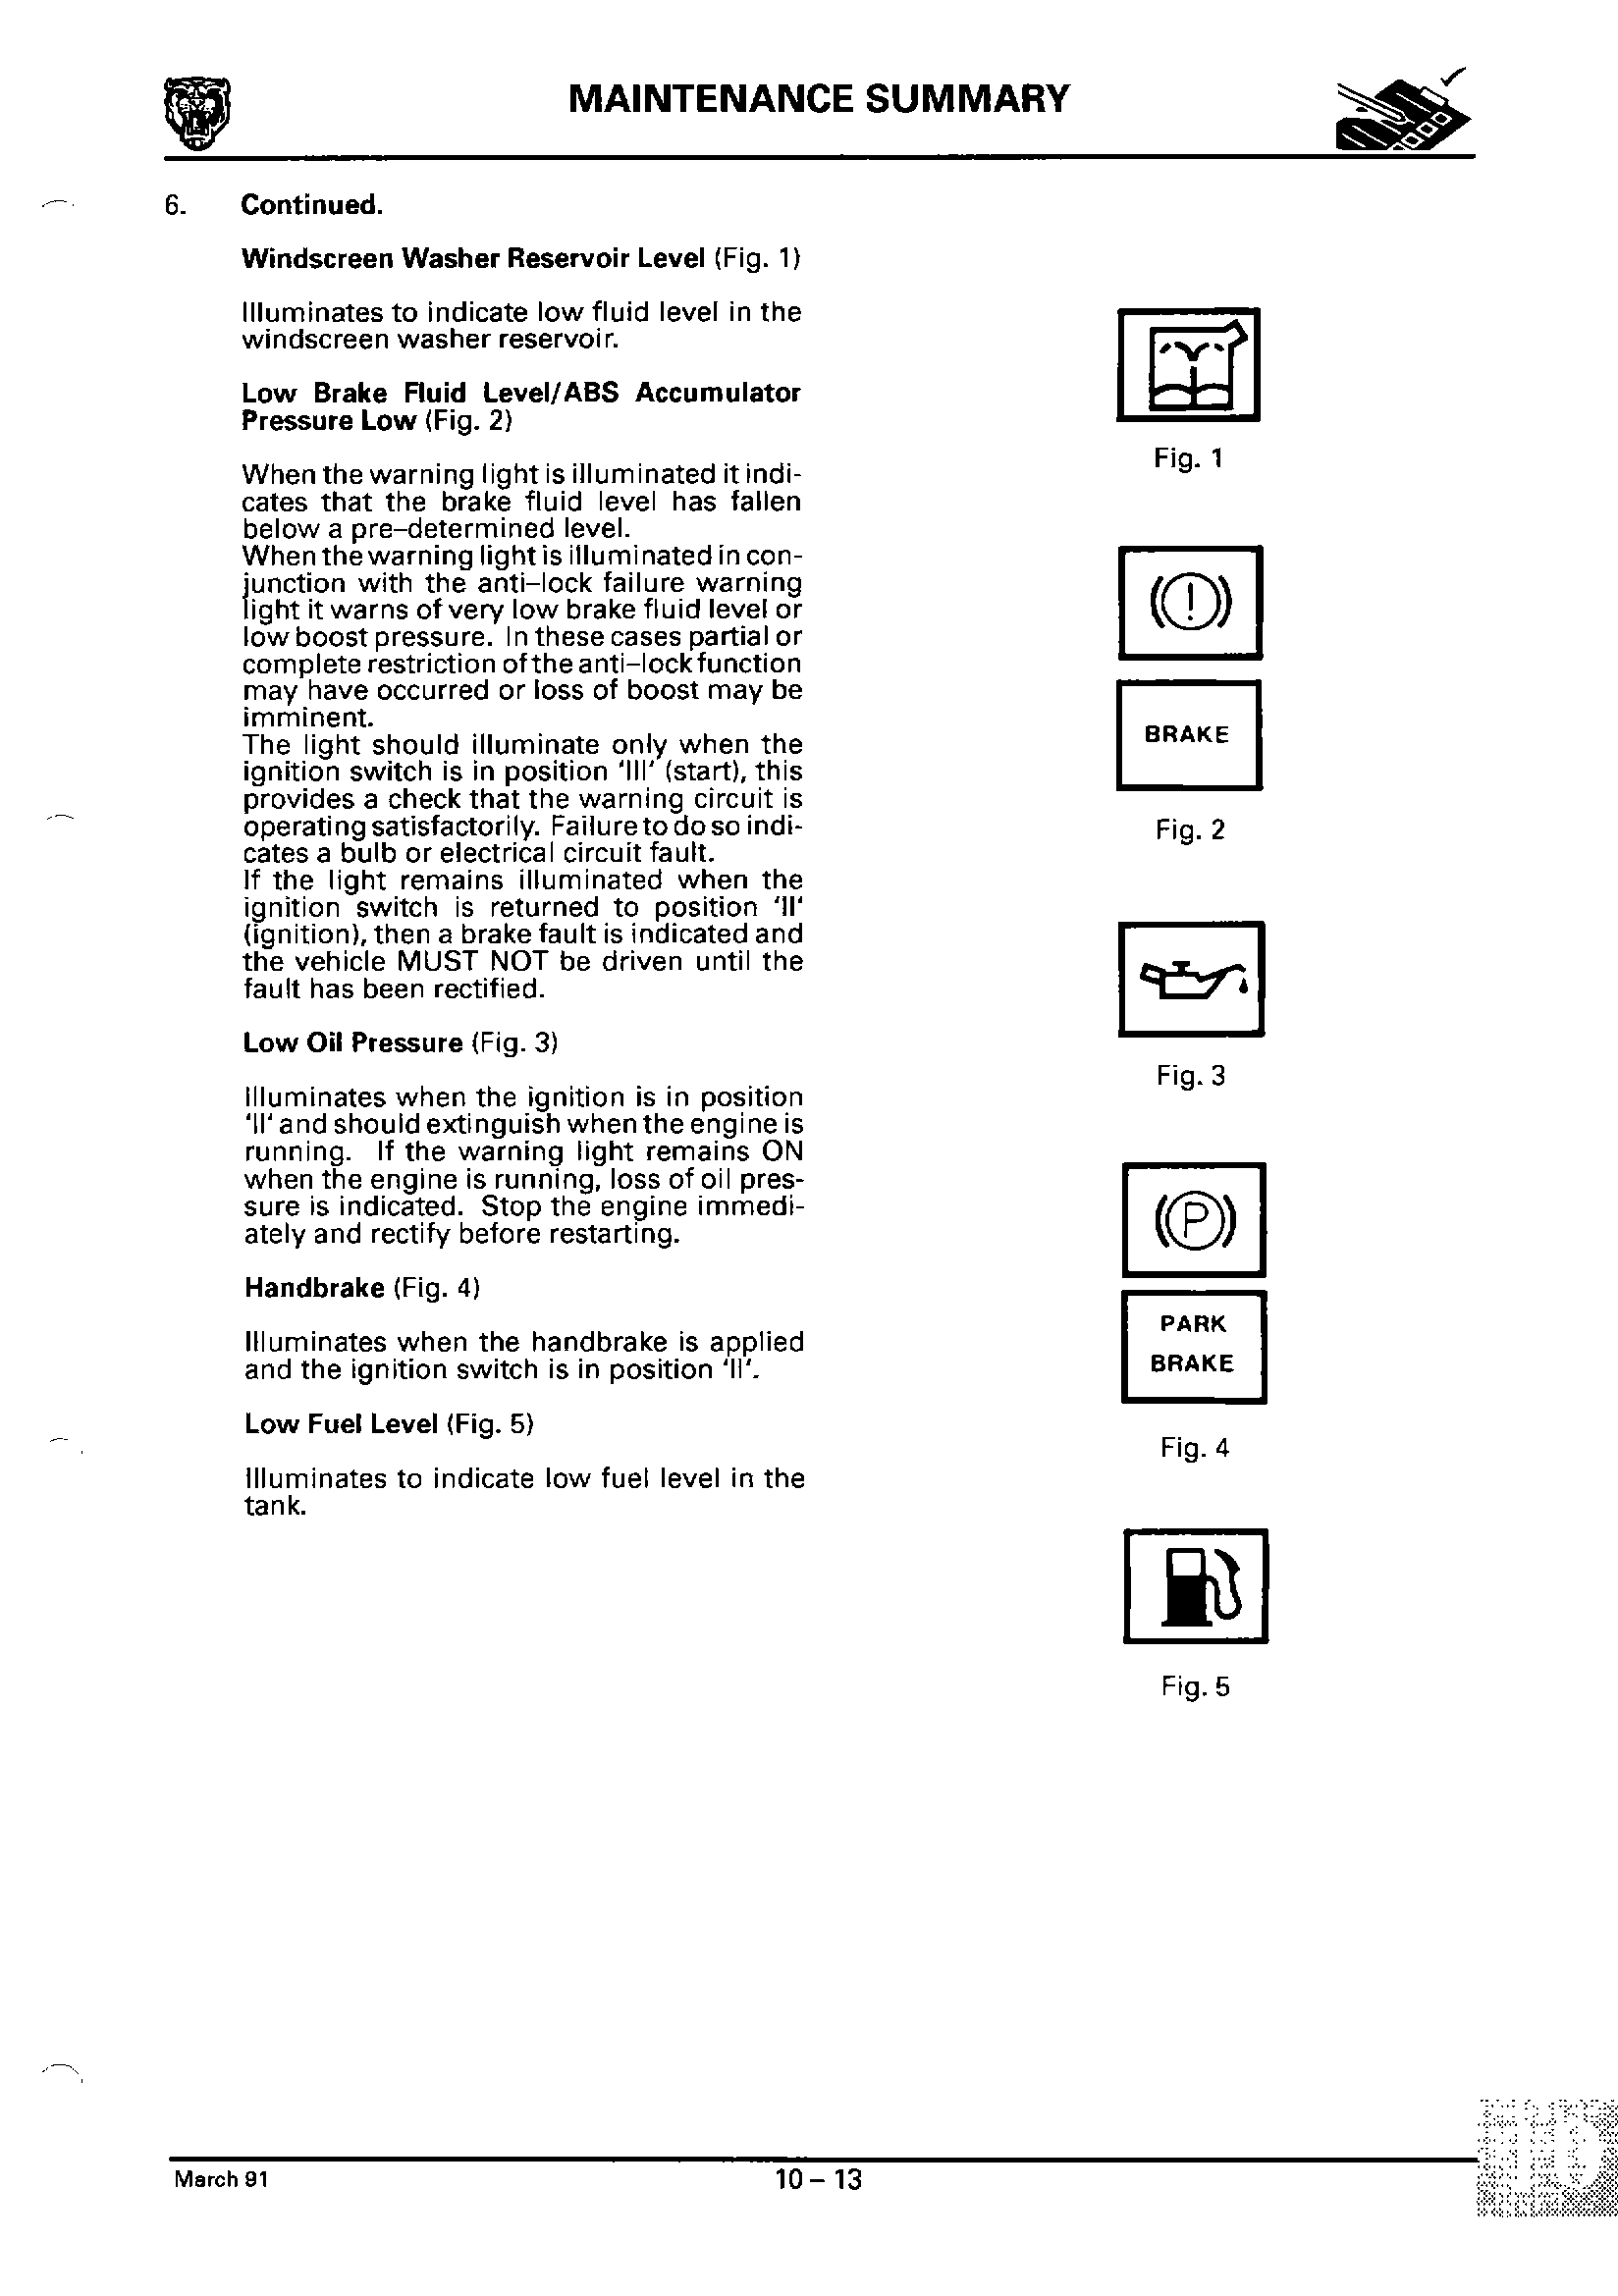 MAINTENANCE SUMMARY
6. Continued.
Windscreen Washer Reservoir Level (Fig. 1)
Illuminates to indicate low fluid level in the
windscreen washer reservoir.
Low Brake Fluid Level/ABS Accumulator
Pressure Low (Fig. 2)
When the warning light is illuminated it indi-
cates that the brake fluid level has fallen
below a pre–determined level.
When the warning light is illuminated in con-
junction with the anti–lock failure warning
light it warns of very low brake fluid level or
low boost pressure. In these cases partial or
complete restriction of the anti–lock function
may have occurred or loss of boost may be
imminent.
The light should illuminate only when the
ignition switch is in position 'III' (start), this
provides a check that the warning circuit is
operating satisfactorily. Failure to do so indi-
cates a bulb or electrical circuit fault.
If the light remains illuminated when the
ignition switch is returned to position 'II'
(ignition), then a brake fault is indicated and
the vehicle MUST NOT be driven until the
fault has been rectified.
Low Oil Pressure (Fig. 3)
Illuminates when the ignition is in position
'II' and should extinguish when the engine is
running. If the warning light remains ON
when the engine is running, loss of oil pres-
sure is indicated. Stop the engine immedi-
ately and rectify before restarting.
Handbrake (Fig. 4)
Illuminates when the handbrake is applied
and the ignition switch is in position 'II'.
Low Fuel Level (Fig. 5)
Illuminates to indicate low fuel level in the
tank.
Fig. 1
(!)
BRAKE
Fig. 2
Fig. 3
(P)
PARK
BRAKE
Fig. 4
Fig. 5
March 91
10 – 13
10